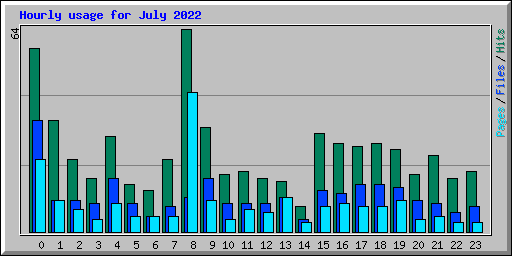 Hourly usage for July 2022
64
Pages / Files / Hits
0 1 2 3 4 5 6 7 8 9 10 11 12 13 14 15 16 17 18 19 20 21 22 23